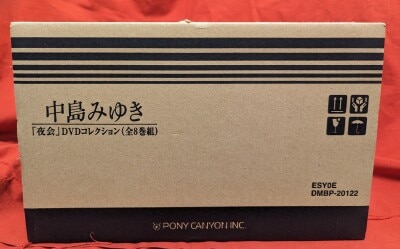 中島みゆき
「夜会」DVDコレクション(全8巻組)
ESY0E
DMBP-20122
PONY CANYON INC.